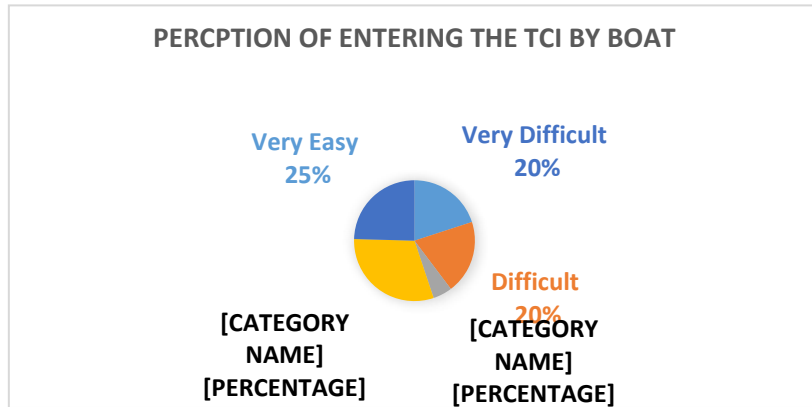 PERCPTION OF ENTERING THE TCI BY BOAT
Very Easy
25%
Very Difficult
20%
Difficult
20%
[CATEGORY
NAME]
[PERCENTAGE]
[CATEGORY
NAME]
[PERCENTAGE]